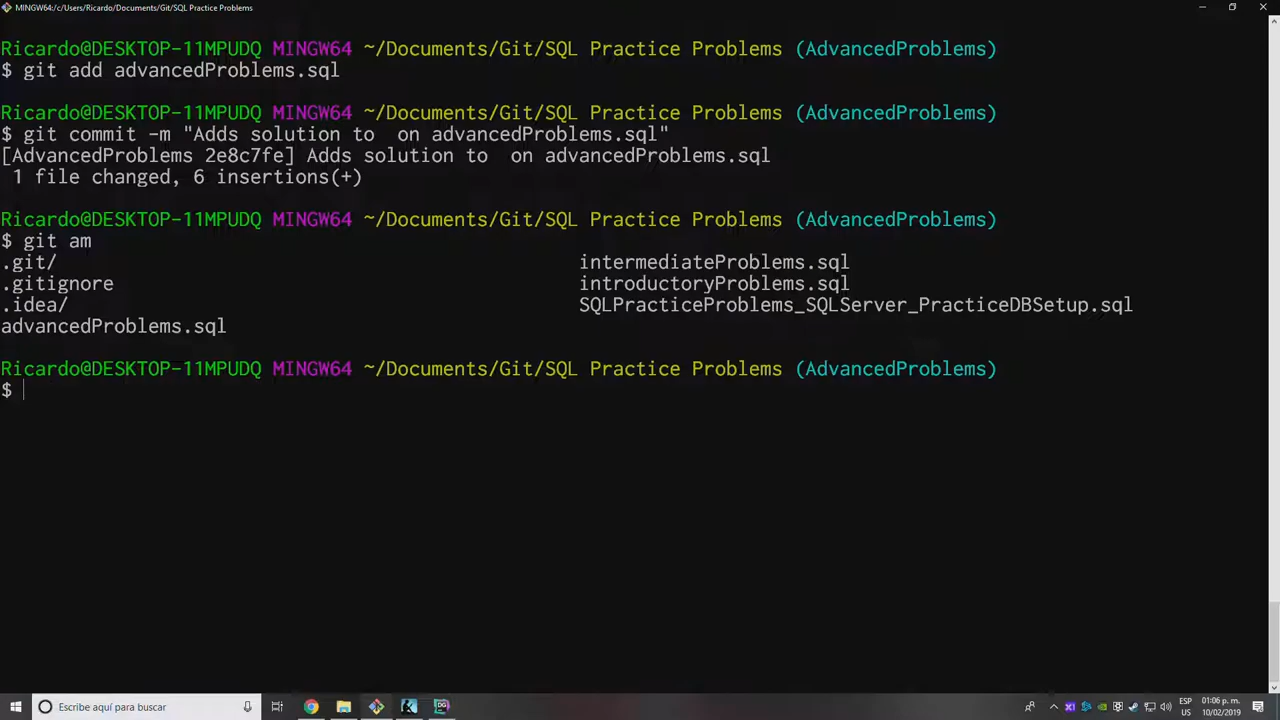 MINGW64:/c/Users/Ricardo/Documents/Git/SQL Practice Problems
Ricardo@DESKTOP-11MPUDQ MINGW64 ~/Documents/Git/SQL Practice Problems (AdvancedProblems)
$ git add advancedProblems.sql
Ricardo@DESKTOP-11MPUDQ MINGW64 ~/Documents/Git/SQL Practice Problems (AdvancedProblems)
$ git commit -m "Adds solution to  on advancedProblems.sql"
[AdvancedProblems 2e8c7fe] Adds solution to  on advancedProblems.sql
 1 file changed, 6 insertions(+)
Ricardo@DESKTOP-11MPUDQ MINGW64 ~/Documents/Git/SQL Practice Problems (AdvancedProblems)
$ git am
.git/ intermediateProblems.sql
.gitignore introductoryProblems.sql
.idea/ SQLPracticeProblems_SQLServer_PracticeDBSetup.sql
advancedProblems.sql
Ricardo@DESKTOP-11MPUDQ MINGW64 ~/Documents/Git/SQL Practice Problems (AdvancedProblems)
$
Escribe aquí para buscar
ESP 01:06 p. m.
US 10/02/2019